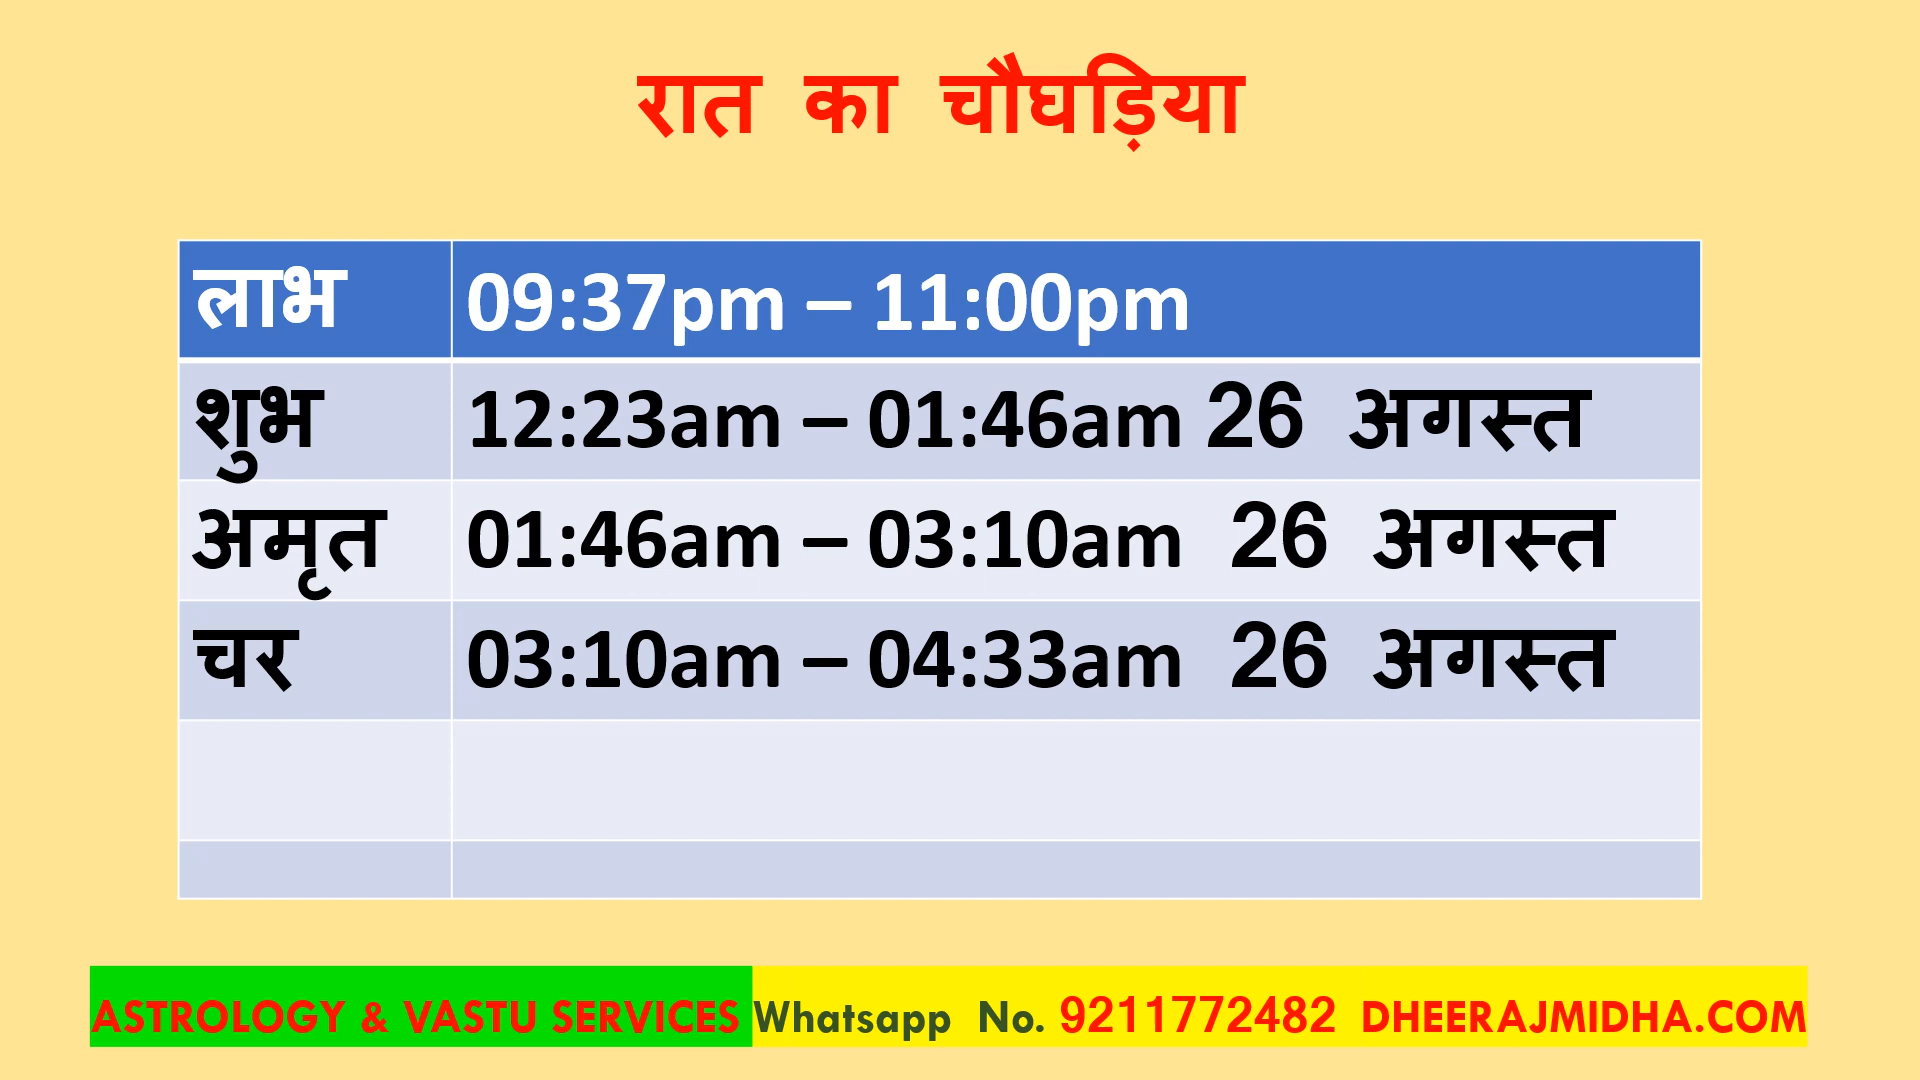 रात का चौघड़िया
लाभ 09:37pm – 11:00pm
शुभ 12:23am – 01:46am 26 अगस्त
अमृत 01:46am – 03:10am 26 अगस्त
चर 03:10am – 04:33am 26 अगस्त
ASTROLOGY & VASTU SERVICES Whatsapp No. 9211772482 DHEERAJMIDHA.COM